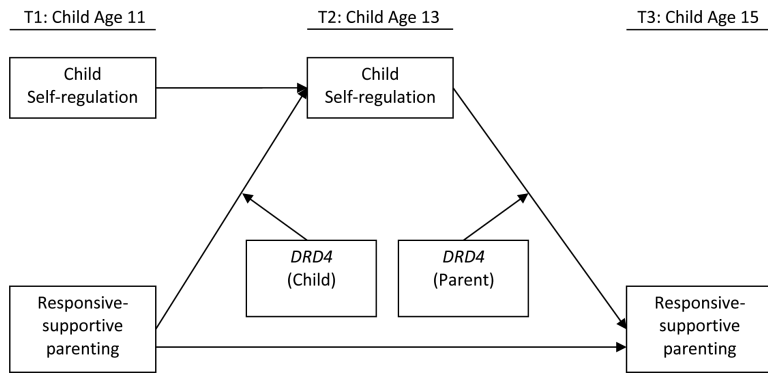 T1: Child Age 11
T2: Child Age 13
T3: Child Age 15
Child
Self-regulation
Child
Self-regulation
DRD4
(Child)
DRD4
(Parent)
Responsive-
supportive
parenting
Responsive-
supportive
parenting